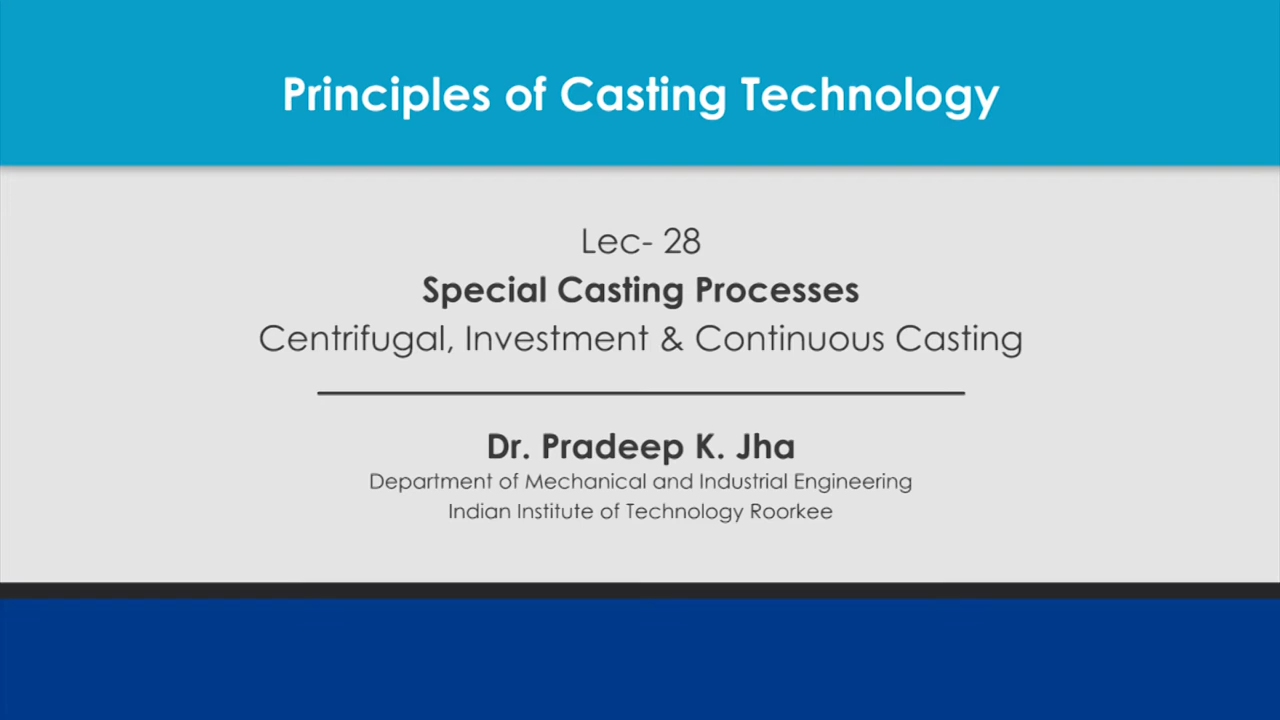 Principles of Casting Technology
Lec- 28
Special Casting Processes
Centrifugal, Investment & Continuous Casting
Dr. Pradeep K. Jha
Department of Mechanical and Industrial Engineering
Indian Institute of Technology Roorkee